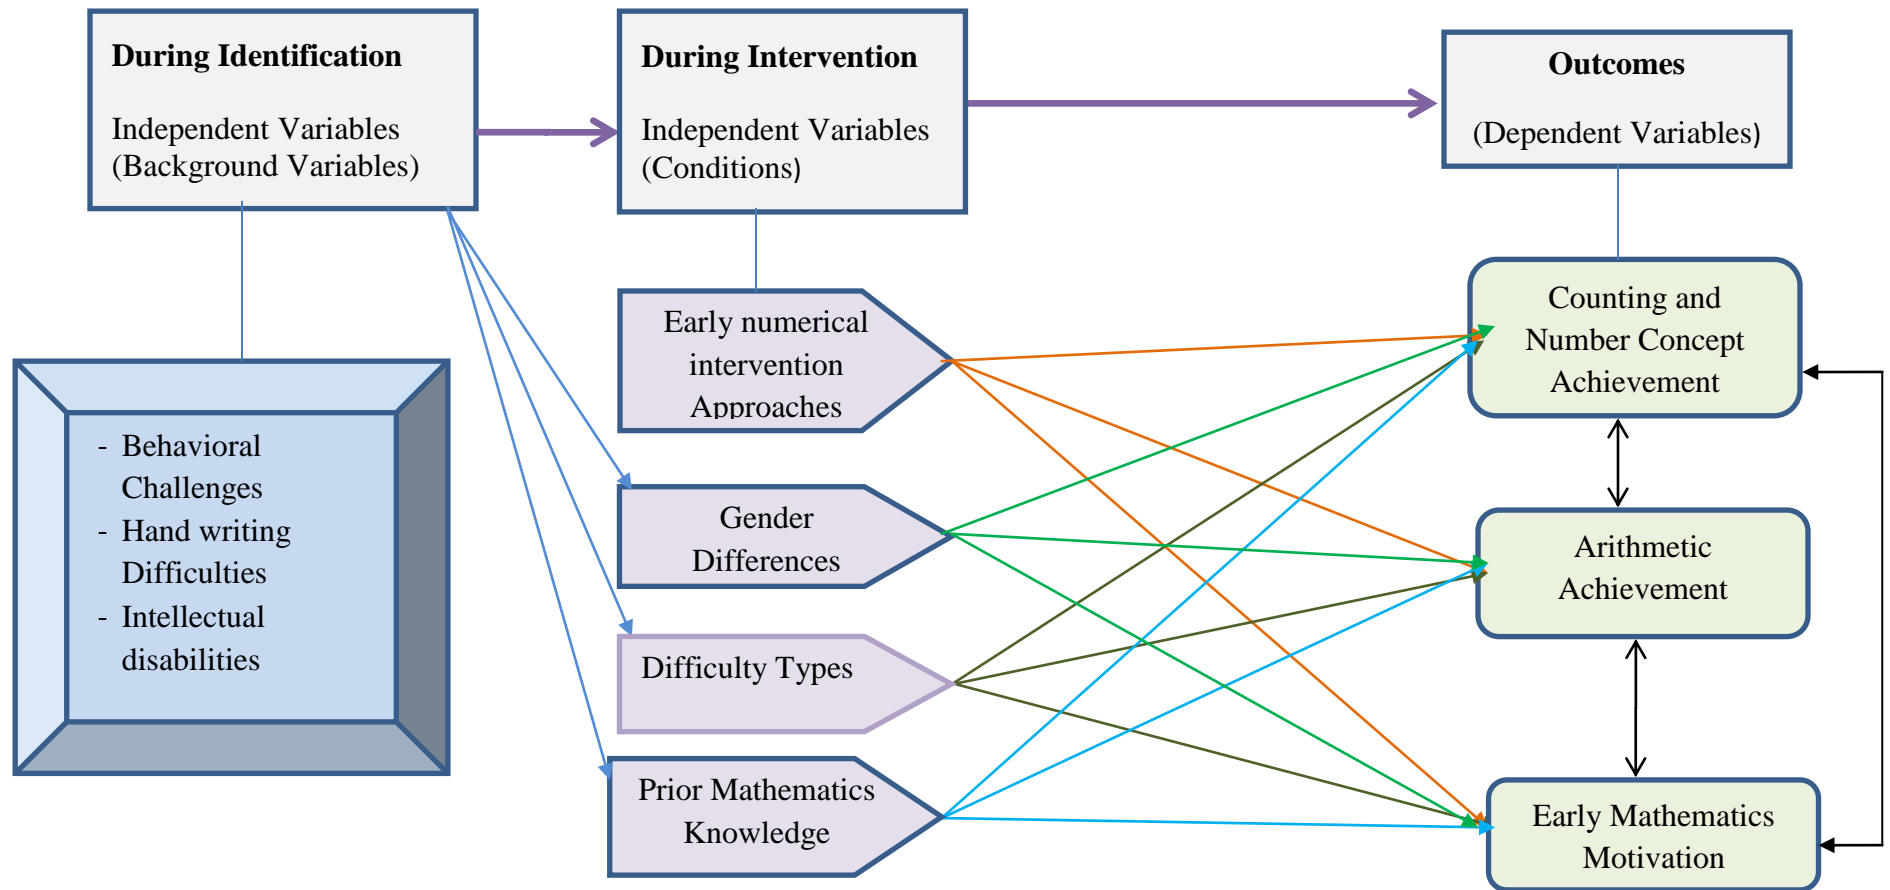 During Identification
Independent Variables
(Background Variables)
During Intervention
Independent Variables
(Conditions)
Outcomes
(Dependent Variables)
- Behavioral
Challenges
- Hand writing
Difficulties
- Intellectual
disabilities
Early numerical
intervention
Approaches
Gender
Differences
Difficulty Types
Prior Mathematics
Knowledge
Counting and
Number Concept
Achievement
Arithmetic
Achievement
Early Mathematics
Motivation